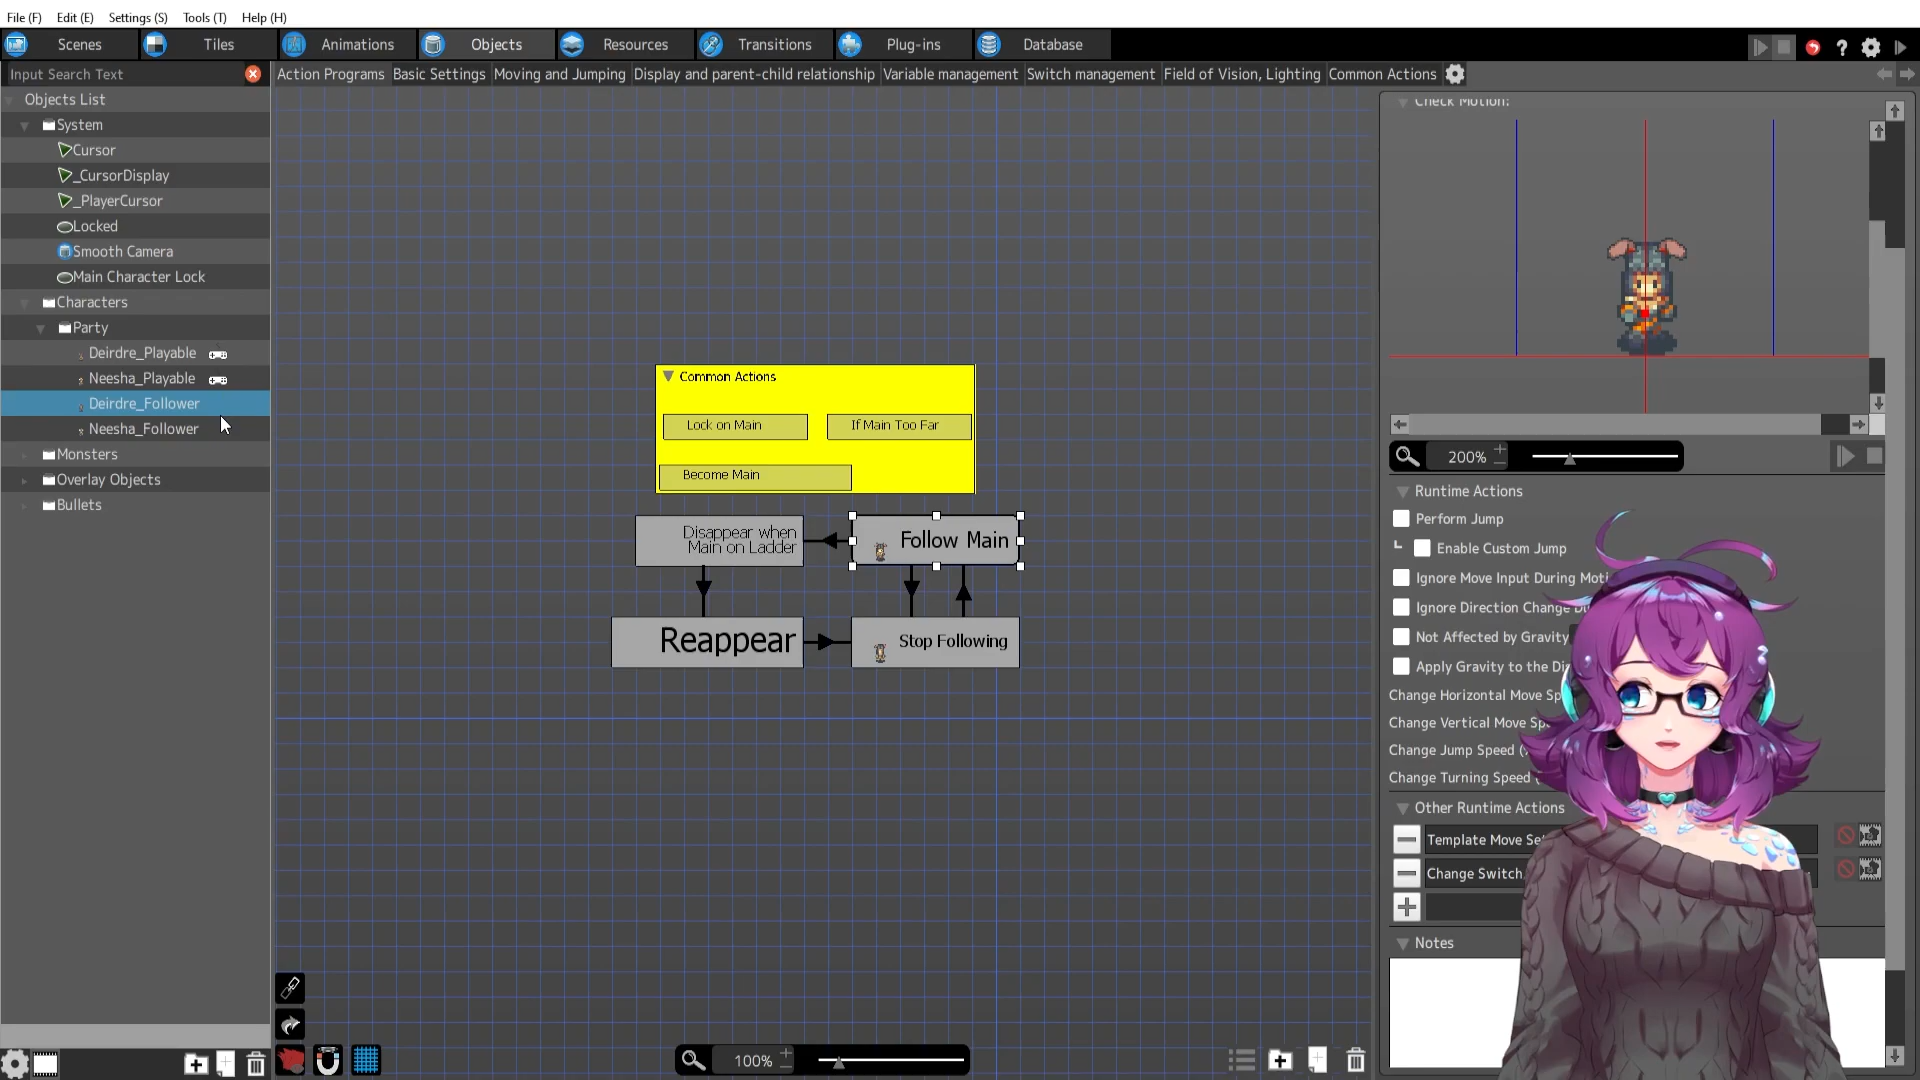 File (F) Edit (E) Settings (S) Tools (T) Help (H)
Scenes Tiles Animations Objects Resources Transitions Plug-ins Database
Input Search Text
Action Programs Basic Settings Moving and Jumping Display and parent-child relationship Variable management Switch management Field of Vision, Lighting Common Actions
Objects List
System
Cursor
_CursorDisplay
_PlayerCursor
Locked
Smooth Camera
Main Character Lock
Characters
Party
Deirdre_Playable
Neesha_Playable
Deirdre_Follower
Neesha_Follower
Monsters
Overlay Objects
Bullets
Common Actions
Lock on Main
If Main Too Far
Become Main
Disappear when
Main on Ladder
Follow Main
Reappear
Stop Following
100%
Check Motion:
200%
Runtime Actions
Perform Jump
Enable Custom Jump
Ignore Move Input During Moti
Ignore Direction Change Du
Not Affected by Gravity
Apply Gravity to the Di
Change Horizontal Move Sp
Change Vertical Move Spe
Change Jump Speed (
Change Turning Speed (
Other Runtime Actions
Template Move Se
Change Switch
Notes